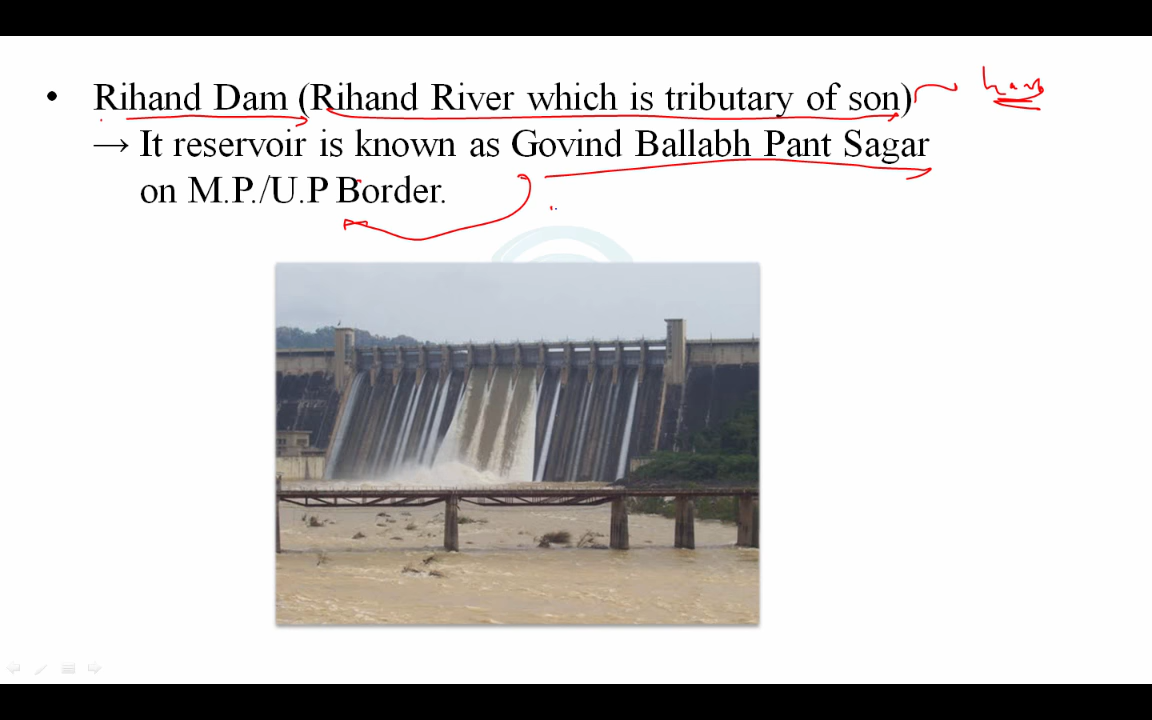 • Rihand Dam (Rihand River which is tributary of son)
→ It reservoir is known as Govind Ballabh Pant Sagar
on M.P./U.P Border.